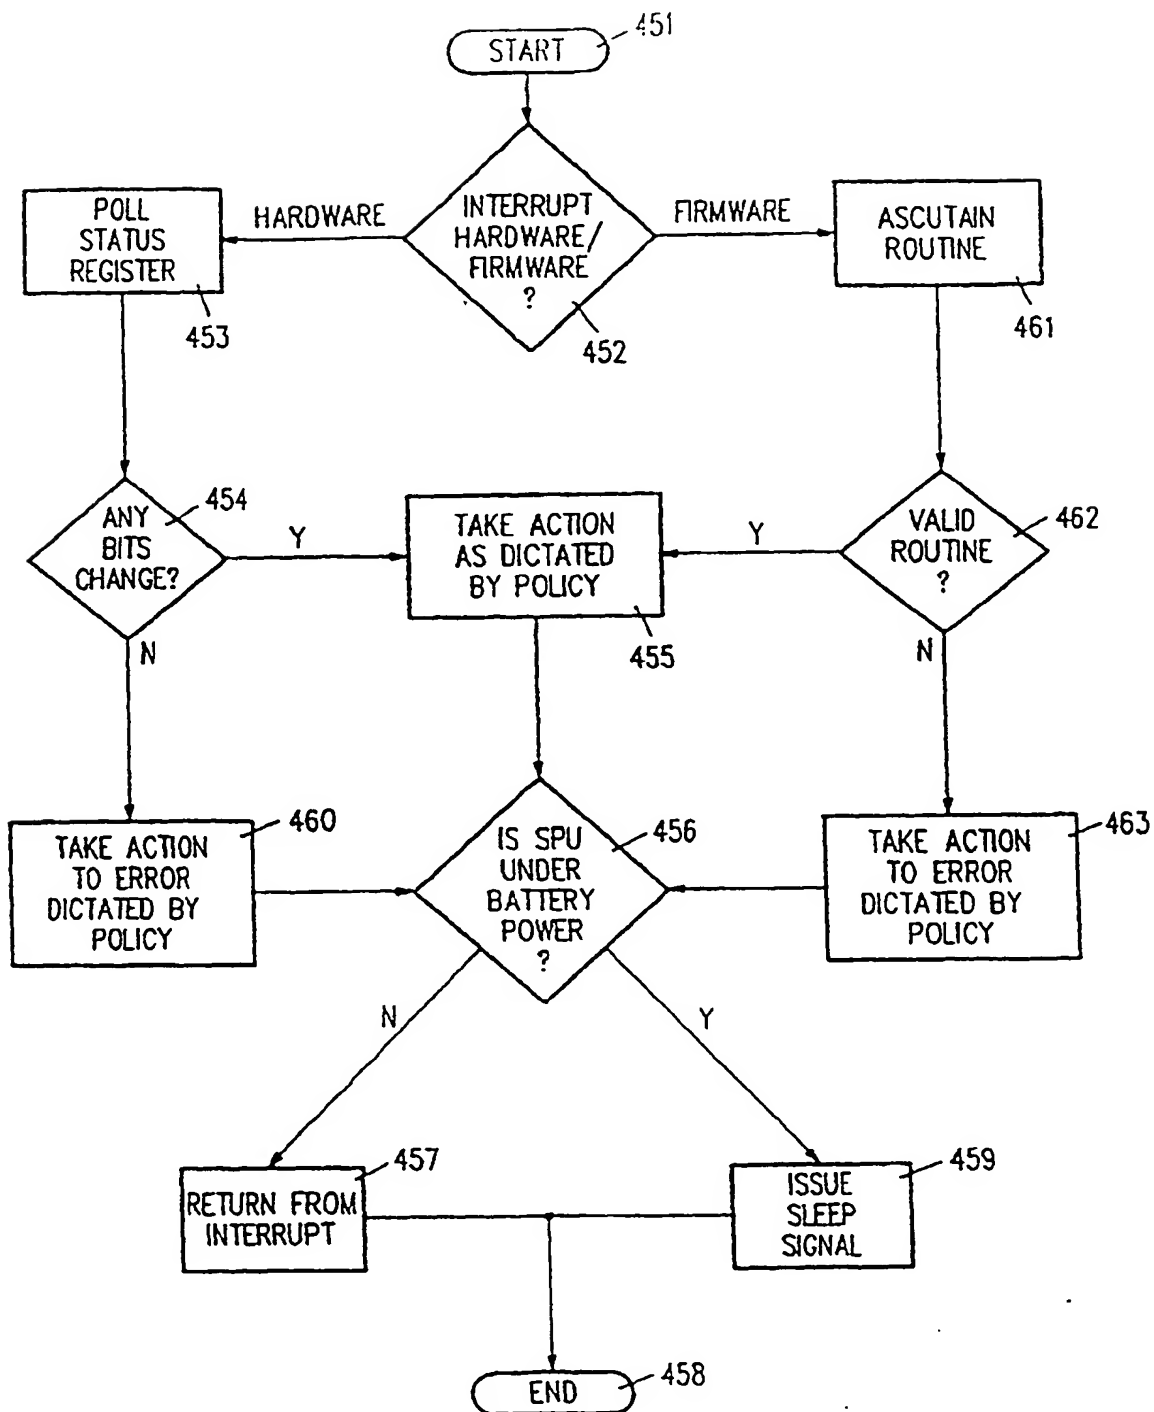 START
451
INTERRUPT
HARDWARE/
FIRMWARE
?
452
HARDWARE
FIRMWARE
POLL
STATUS
REGISTER
453
ASCUTAIN
ROUTINE
461
ANY
BITS
CHANGE?
454
Y
N
TAKE ACTION
AS DICTATED
BY POLICY
455
VALID
ROUTINE
?
462
Y
N
TAKE ACTION
TO ERROR
DICTATED BY
POLICY
460
IS SPU
UNDER
BATTERY
POWER
?
456
TAKE ACTION
TO ERROR
DICTATED BY
POLICY
463
N
Y
RETURN FROM
INTERRUPT
457
ISSUE
SLEEP
SIGNAL
459
END
458